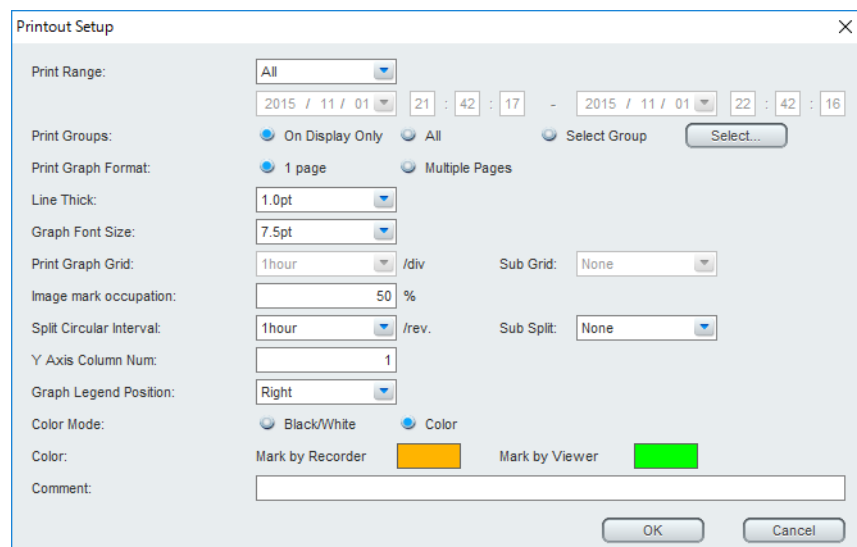 Printout Setup
Print Range: All
2015 / 11 / 01 21 : 42 : 17 - 2015 / 11 / 01 22 : 42 : 16
Print Groups: On Display Only All Select Group Select...
Print Graph Format: 1 page Multiple Pages
Line Thick: 1.0pt
Graph Font Size: 7.5pt
Print Graph Grid: 1hour /div Sub Grid: None
Image mark occupation: 50 %
Split Circular Interval: 1hour /rev. Sub Split: None
Y Axis Column Num: 1
Graph Legend Position: Right
Color Mode: Black/White Color
Color: Mark by Recorder Mark by Viewer
Comment:
OK Cancel